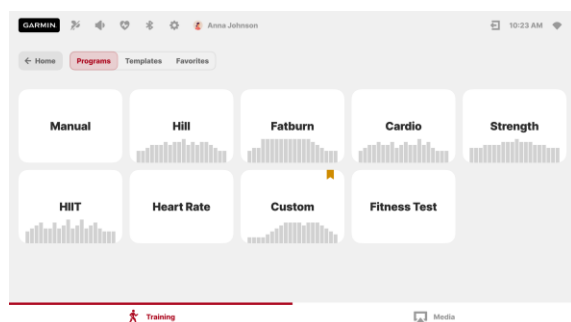 GARMIN Anna Johnson 10:23 AM
Home Programs Templates Favorites
Manual Hill Fatburn Cardio Strength
HIIT Heart Rate Custom Fitness Test
Training Media